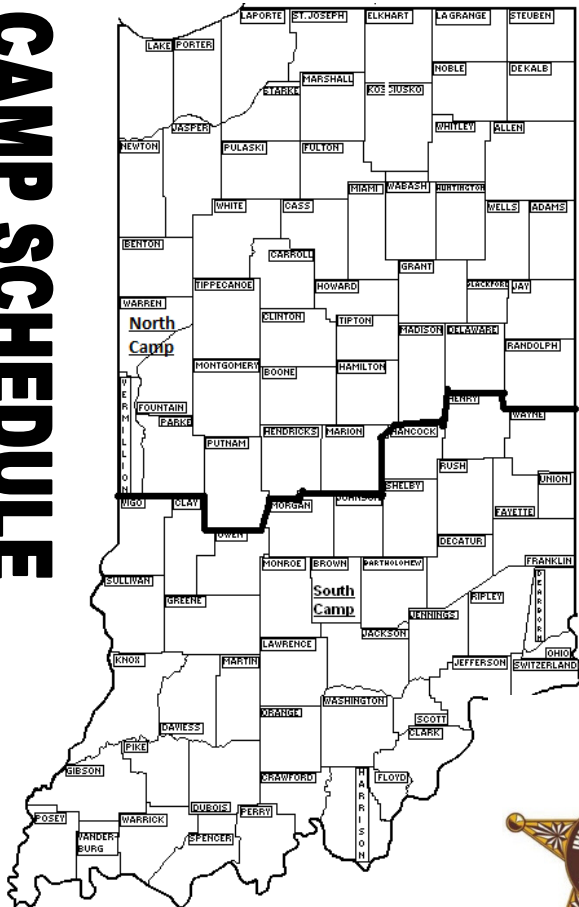 CAMP SCHEDULE
LAPORTE ST.JOSEPH ELKHART LAGRANGE STEUBEN
LAKE PORTER
NOBLE DEKALB
MARSHALL
STARKE KOSCIUSKO
JASPER WHITLEY ALLEN
NEWTON PULASKI FULTON
MIAMI WABASH HUNTINGTON
WHITE CASS WELLS ADAMS
BENTON
CARROLL
GRANT
TIPPECANOE HOWARD BLACKFORD JAY
WARREN
CLINTON TIPTON
North
Camp
MADISON DELAWARE
RANDOLPH
MONTGOMERY BOONE HAMILTON
VERMILLION
HENRY
FOUNTAIN WAYNE
PARKE
HENDRICKS MARION HANCOCK
PUTNAM
RUSH
UNION
SHELBY
VIGO CLAY MORGAN JOHNSON
FAYETTE
OWEN DECATUR
MONROE BROWN BARTHOLOMEW FRANKLIN
DEARBORN
SULLIVAN
South
Camp
GREENE RIPLEY
JENNINGS
JACKSON
LAWRENCE
OHIO
KNOX MARTIN JEFFERSON SWITZERLAND
WASHINGTON
ORANGE SCOTT
DAVIESS CLARK
PIKE
GIBSON CRAWFORD HARRISON FLOYD
DUBOIS PERRY
POSEY WARRICK
VANDER-
BURG
SPENCER